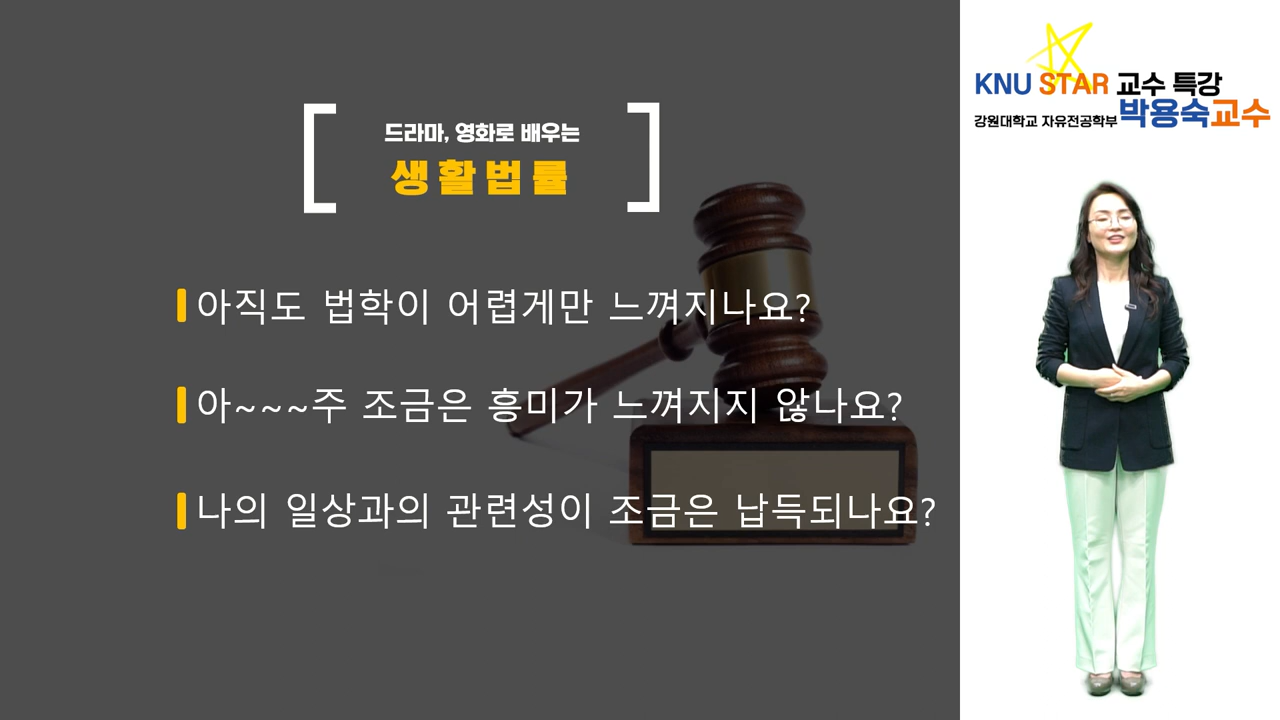 드라마, 영화로 배우는
생활법률
아직도 법학이 어렵게만 느껴지나요?
아~~~주 조금은 흥미가 느껴지지 않나요?
나의 일상과의 관련성이 조금은 납득되나요?
KNU STAR 교수 특강
강원대학교 자유전공학부 박용숙교수